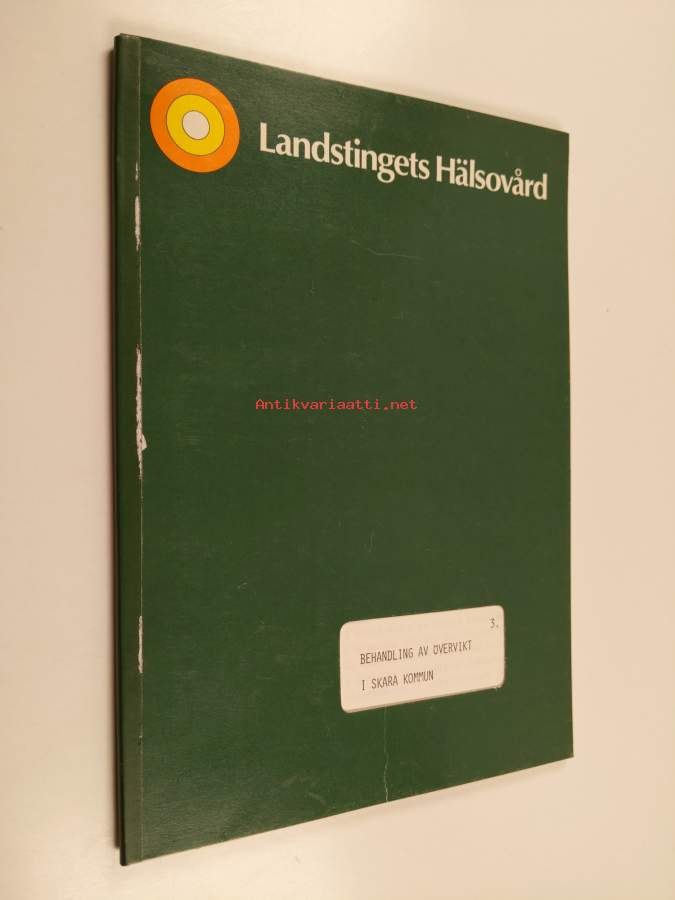 Landstingets Hälsovård
Antikvariaatti.net
3.
BEHANDLING AV ÖVERVIKT
I SKARA KOMMUN